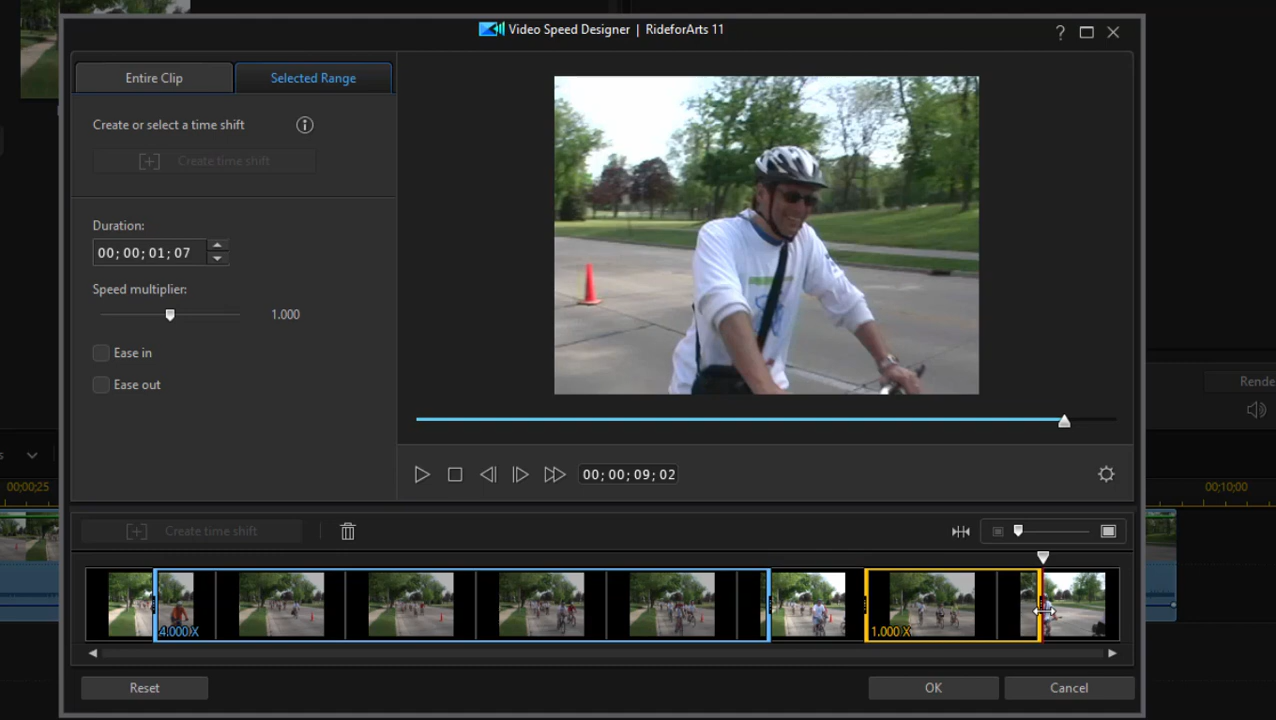 Video Speed Designer | RideforArts 11
?
Entire Clip
Selected Range
Create or select a time shift
Create time shift
Duration:
00; 00; 01; 07
Speed multiplier:
1.000
Ease in
Ease out
Rende
s
00;00;25
00; 00; 09; 02
00;10;00
Create time shift
4.000 X
1.000 X
Reset
OK
Cancel